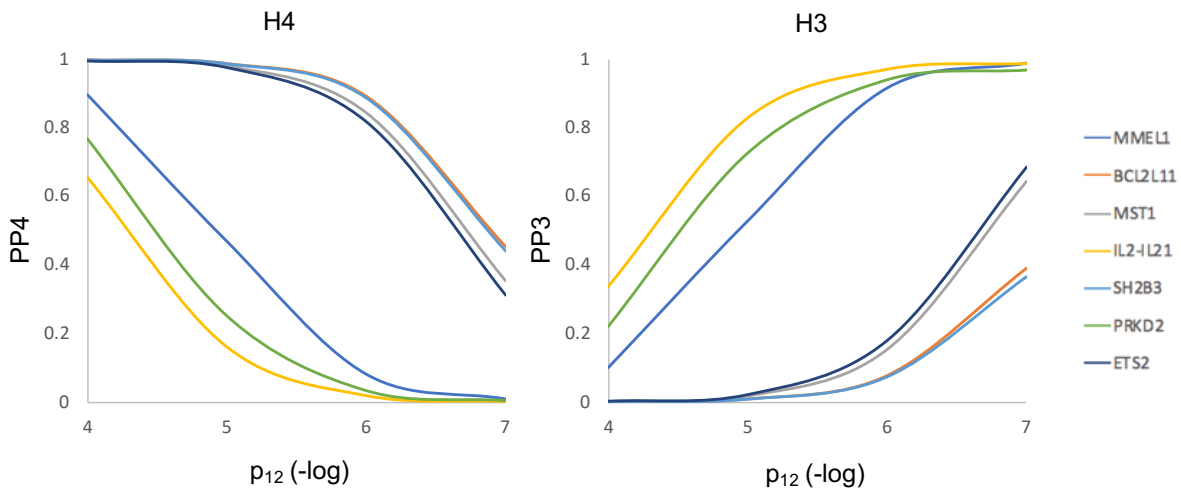 H4
PP4
1
0.8
0.6
0.4
0.2
0
4 5 6 7
p₁₂ (-log)
H3
PP3
1
0.8
0.6
0.4
0.2
0
4 5 6 7
p₁₂ (-log)
MMEL1
BCL2L11
MST1
IL2-IL21
SH2B3
PRKD2
ETS2